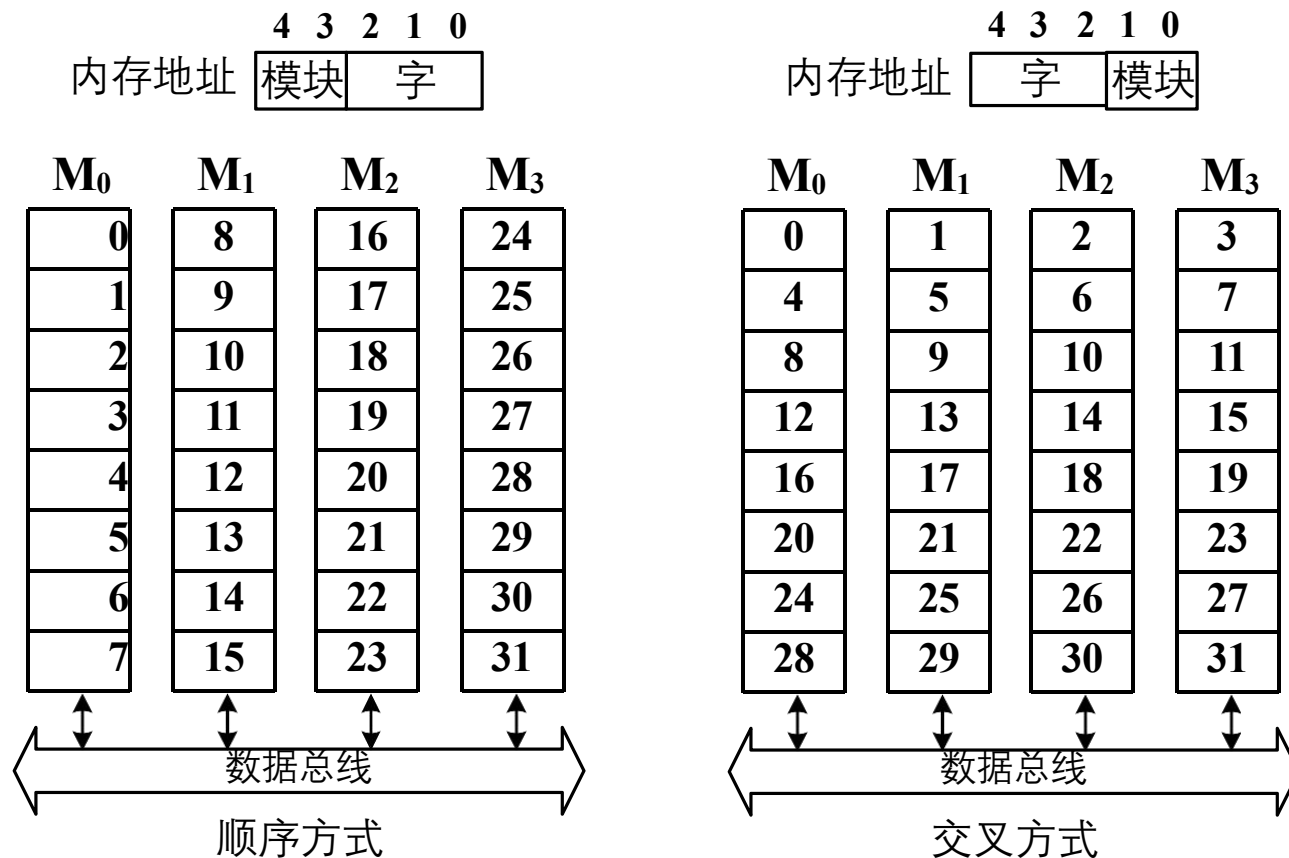 4 3 2 1 0
内存地址 模块 字
M0 M1 M2 M3
0 8 16 24
1 9 17 25
2 10 18 26
3 11 19 27
4 12 20 28
5 13 21 29
6 14 22 30
7 15 23 31
数据总线
顺序方式
4 3 2 1 0
内存地址 字 模块
M0 M1 M2 M3
0 1 2 3
4 5 6 7
8 9 10 11
12 13 14 15
16 17 18 19
20 21 22 23
24 25 26 27
28 29 30 31
数据总线
交叉方式